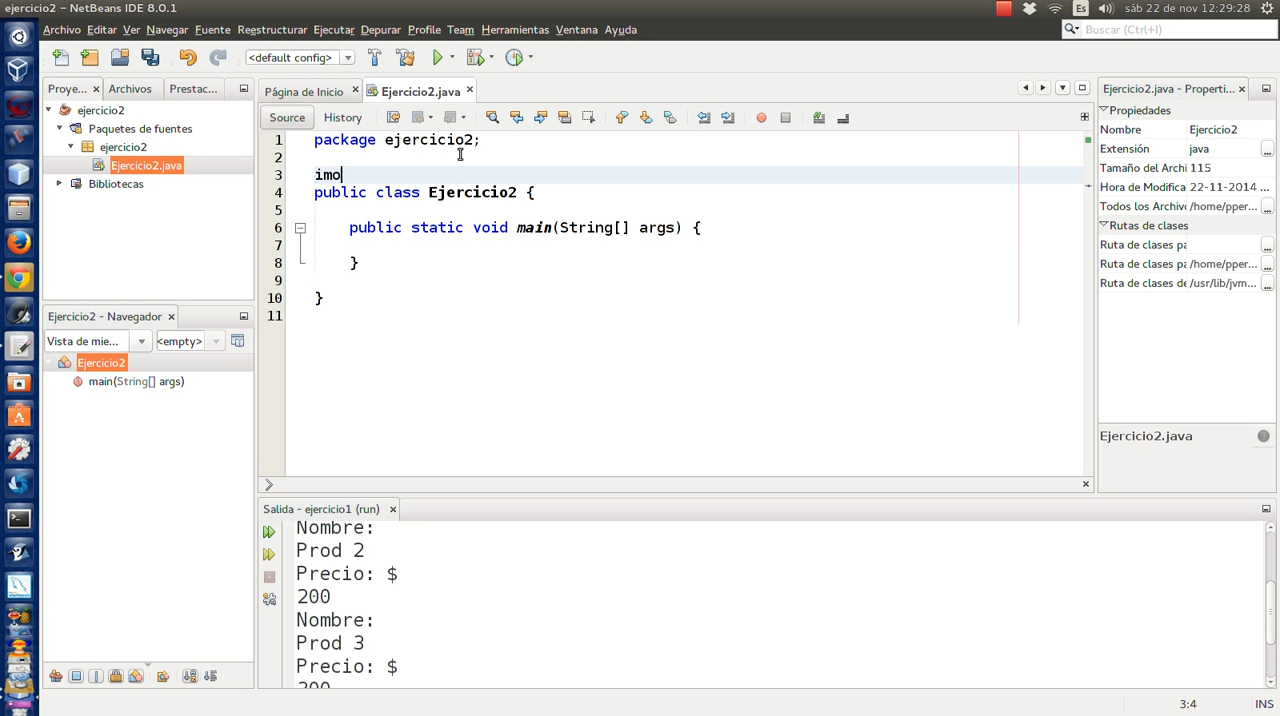 ejercicio2 - NetBeans IDE 8.0.1
Es
sáb 22 de nov 12:29:28
Archivo Editar Ver Navegar Fuente Reestructurar Ejecutar Depurar Profile Team Herramientas Ventana Ayuda
Buscar (Ctrl+I)
<default config>
Proye...
Archivos
Prestac...
ejercicio2
Paquetes de fuentes
ejercicio2
Ejercicio2.java
Bibliotecas
Página de Inicio
Ejercicio2.java
Source
History
1 package ejercicio2;
2
3 imo
4 public class Ejercicio2 {
5
6 public static void main(String[] args) {
7
8 }
9
10 }
11
Ejercicio2.java - Properti...
Propiedades
Nombre Ejercicio2
Extensión java
Tamaño del Archi 115
Hora de Modifica 22-11-2014 ...
Todos los Archivo /home/pper...
Rutas de clases
Ruta de clases pa
Ruta de clases pa /home/pper...
Ruta de clases de /usr/lib/jvm...
Ejercicio2.java
Ejercicio2 - Navegador
Vista de mie...
<empty>
Ejercicio2
main(String[] args)
Salida - ejercicio1 (run)
Nombre:
Prod 2
Precio: $
200
Nombre:
Prod 3
Precio: $
3:4
INS